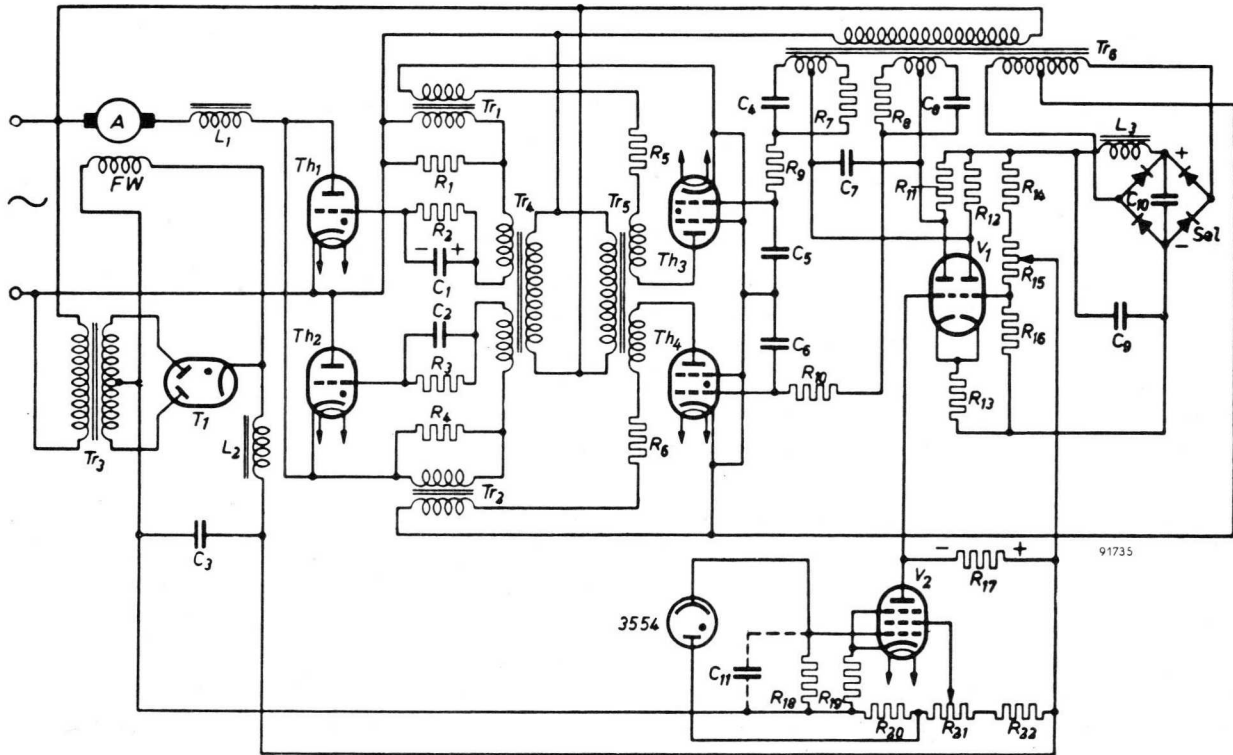 Tr6
C4
R7
R8
C8
A
L1
Tr1
L3
R5
R9
C7
R11
R12
R14
+
C10
FW
Th1
R1
R2
Tr4
Tr5
Th3
C5
V1
R15
−
Sel
− +
C1
C2
Th2
R3
Th4
C6
R10
R16
C9
R13
R4
T1
Tr3
L2
R6
Tr2
C3
91735
− +
R17
V2
3554
C11
R18
R19
R20
R21
R22